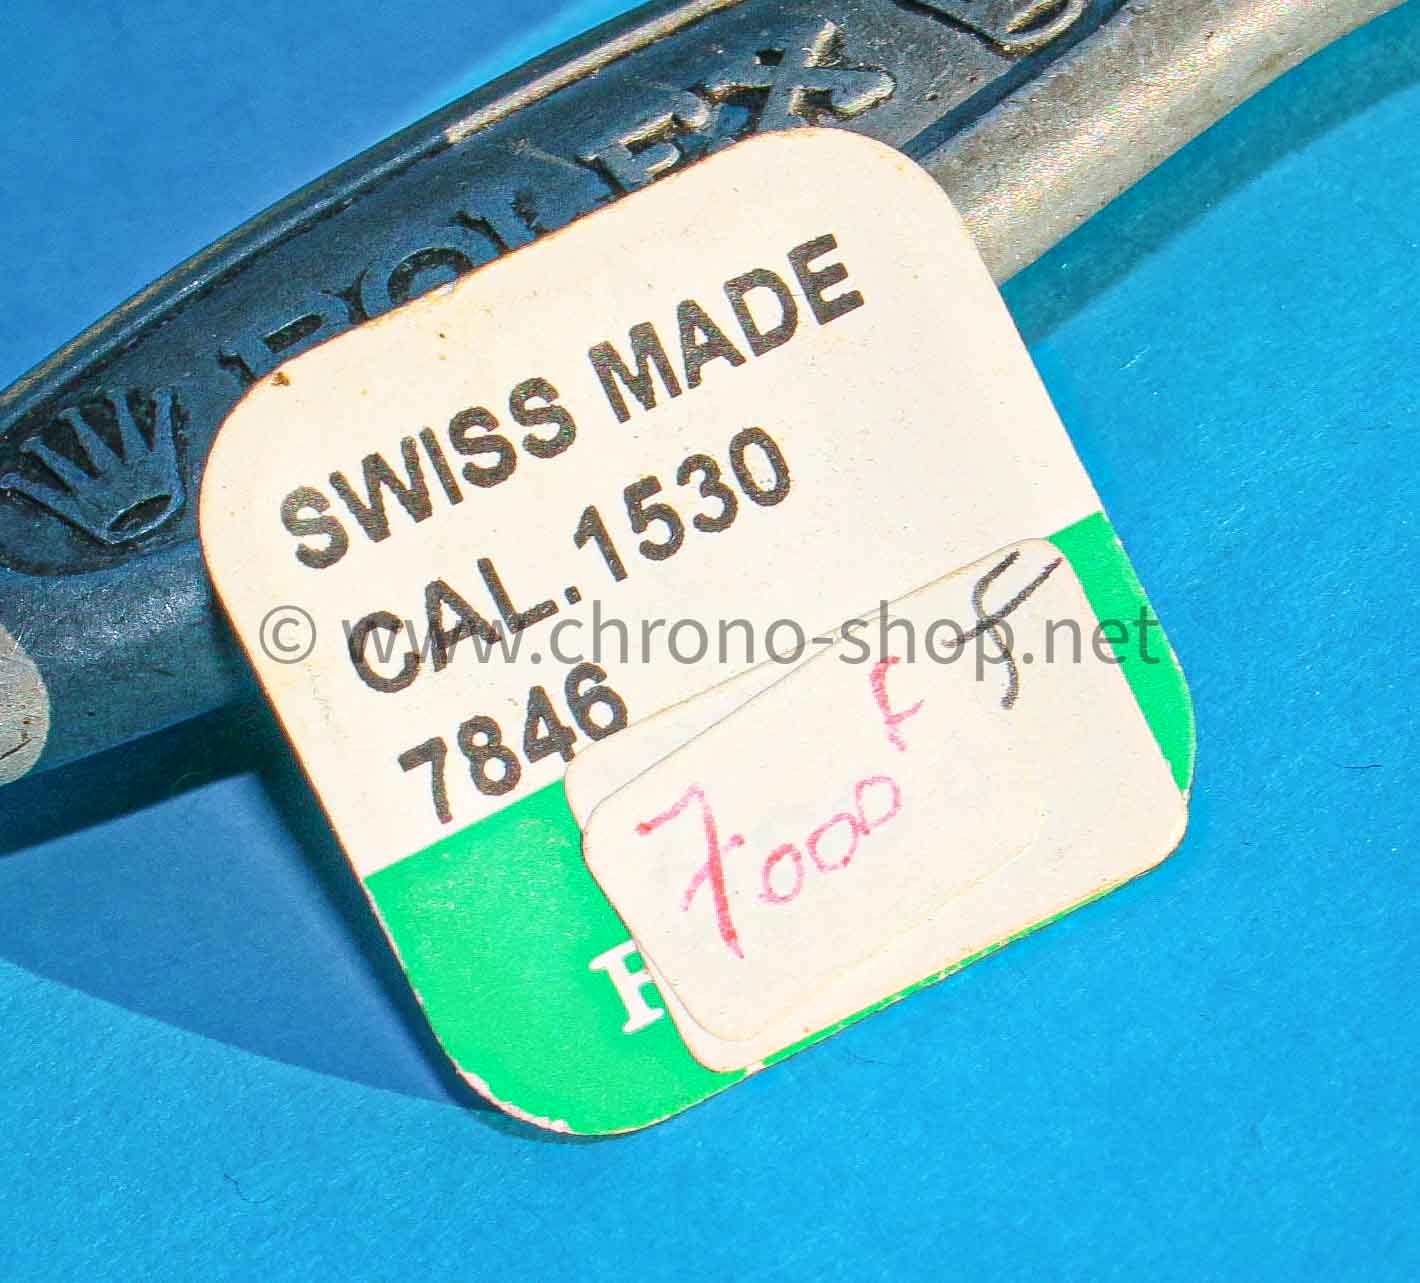 ROLEX
SWISS MADE
CAL. 1530
7846
© www.chrono-shop.net
F
7000
R